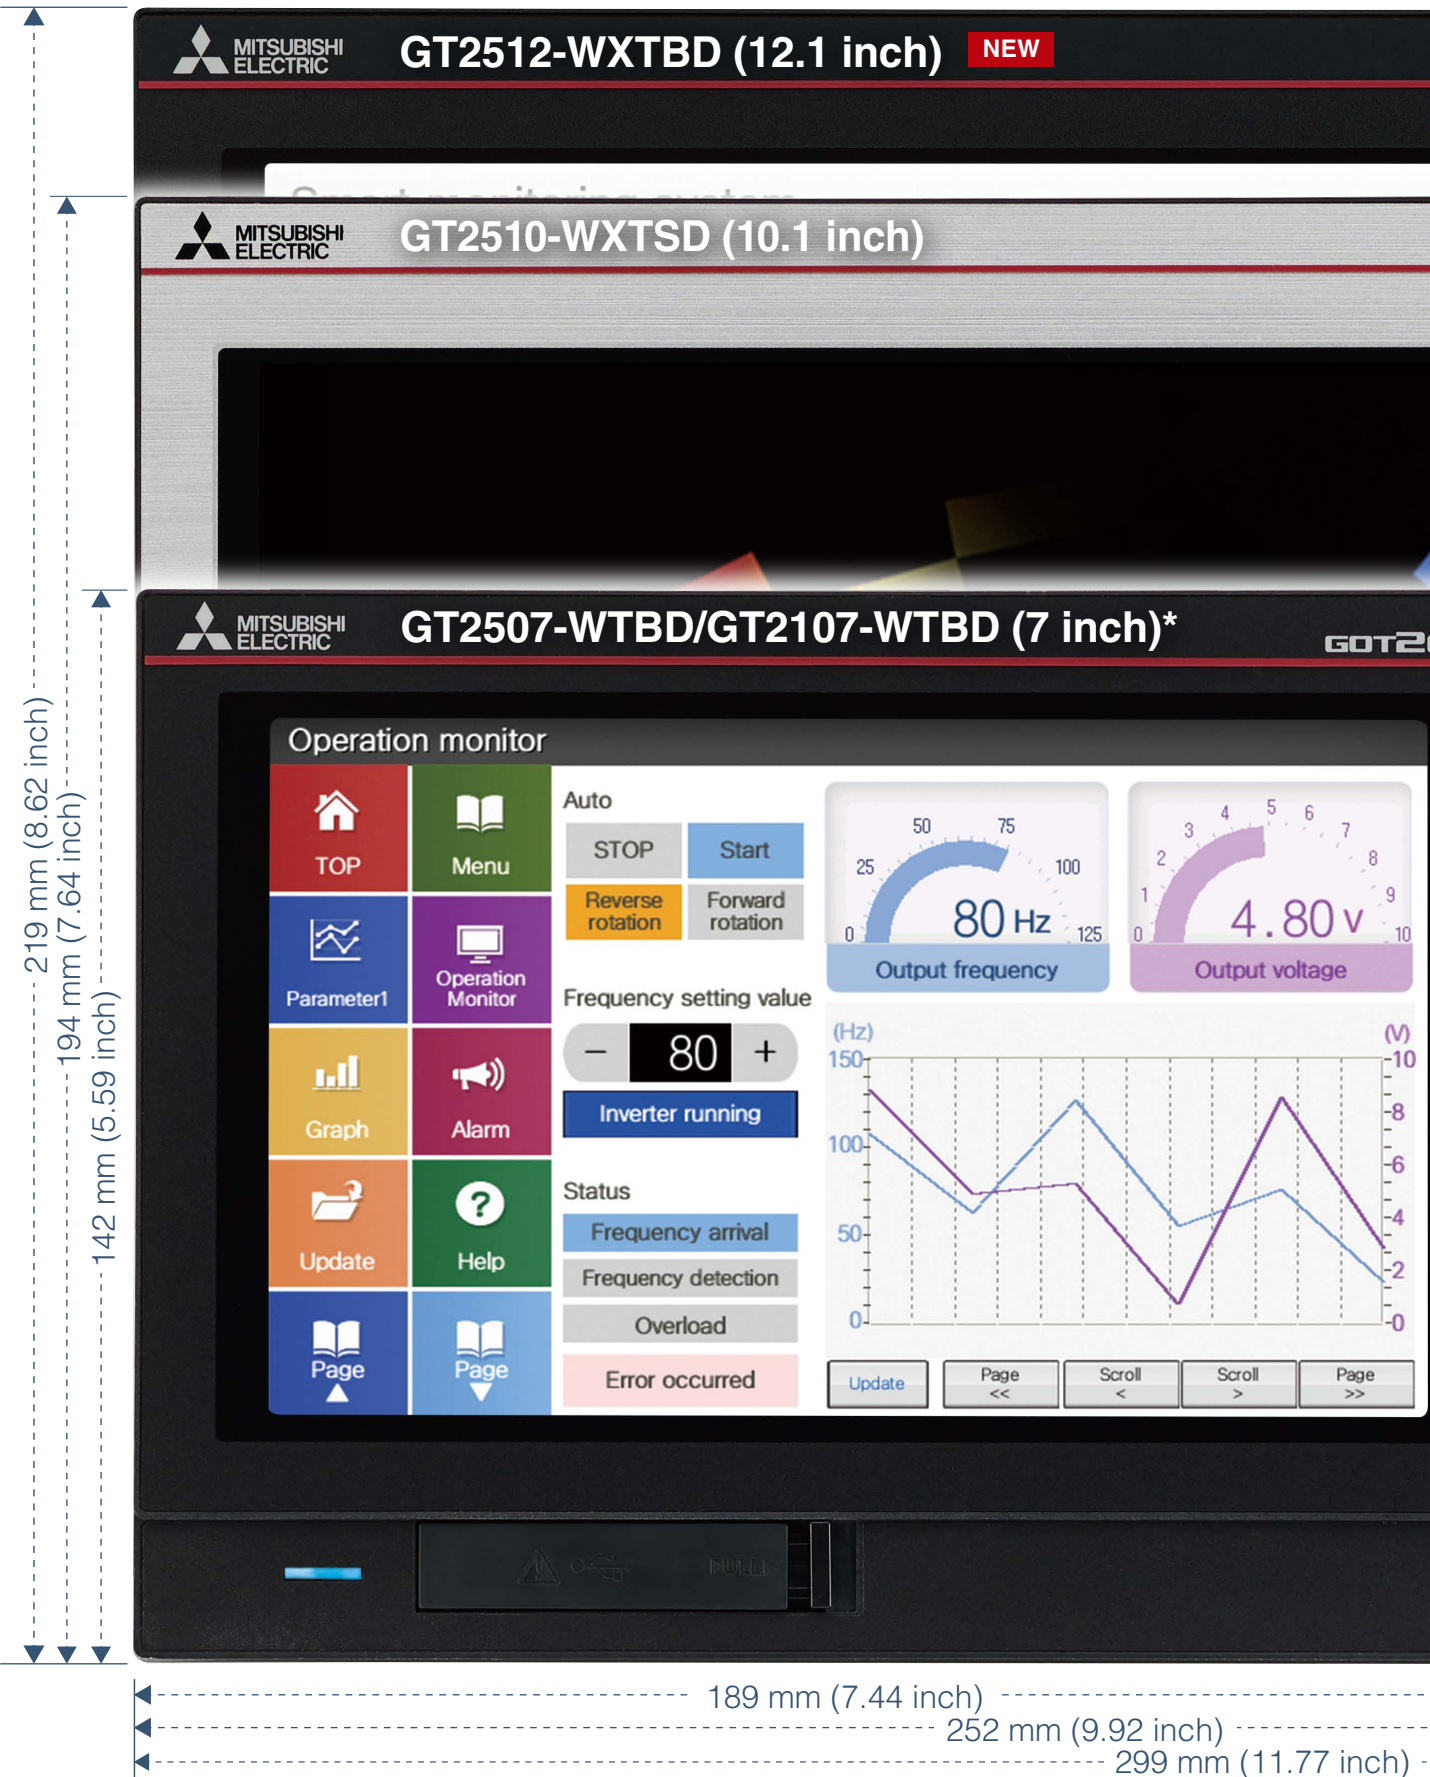 MITSUBISHI
ELECTRIC
GT2512-WXTBD (12.1 inch)
NEW
Smart monitoring system
MITSUBISHI
ELECTRIC
GT2510-WXTSD (10.1 inch)
MITSUBISHI
ELECTRIC
GT2507-WTBD/GT2107-WTBD (7 inch)*
219 mm (8.62 inch)
194 mm (7.64 inch)
142 mm (5.59 inch)
Operation monitor
TOP
Menu
Parameter1
Operation
Monitor
Graph
Alarm
Update
Help
Page
Page
Auto
STOP
Start
Reverse
rotation
Forward
rotation
Frequency setting value
− 80 +
Inverter running
Status
Frequency arrival
Frequency detection
Overload
Error occurred
0 25 50 75 100 125
80 Hz
Output frequency
0 1 2 3 4 5 6 7 8 9 10
4.80 V
Output voltage
(Hz)
150
100
50
0
(V)
10
8
6
4
2
0
Update
Page
<<
Scroll
<
Scroll
>
Page
>>
PULL
189 mm (7.44 inch)
252 mm (9.92 inch)
299 mm (11.77 inch)